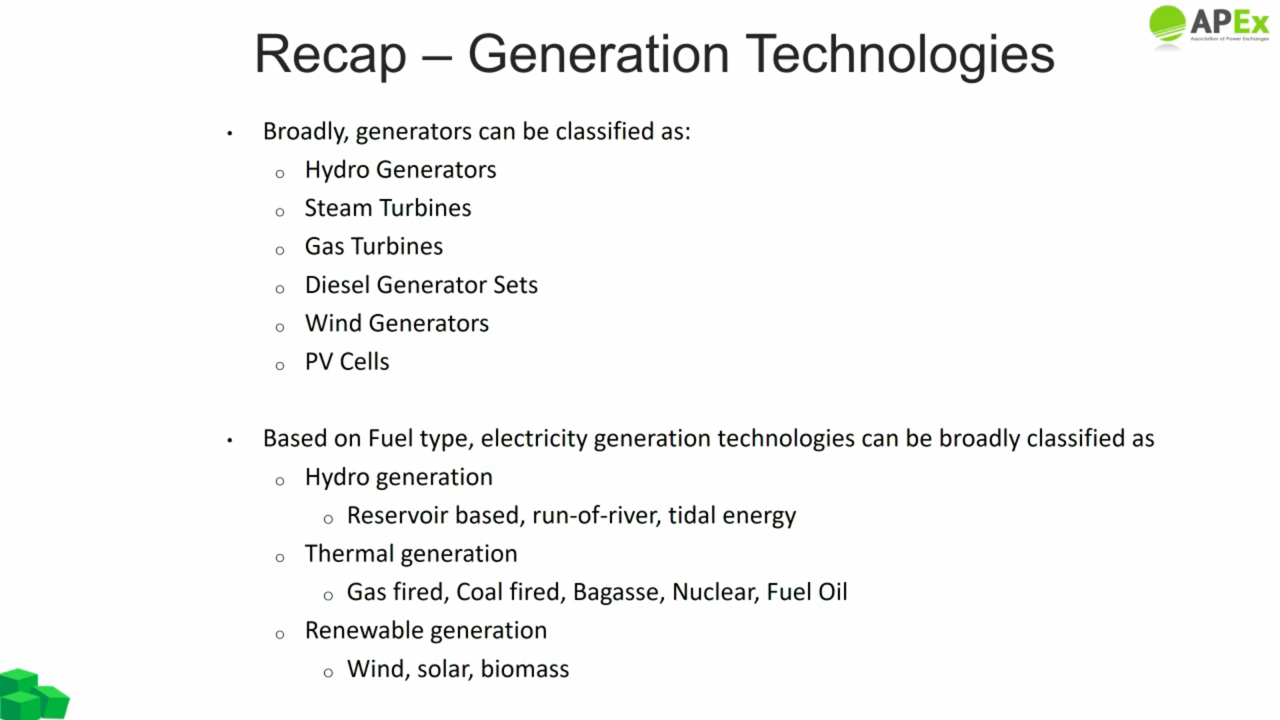 APEx
Association of Power Exchanges
Recap – Generation Technologies
• Broadly, generators can be classified as:
o Hydro Generators
o Steam Turbines
o Gas Turbines
o Diesel Generator Sets
o Wind Generators
o PV Cells
• Based on Fuel type, electricity generation technologies can be broadly classified as
o Hydro generation
o Reservoir based, run-of-river, tidal energy
o Thermal generation
o Gas fired, Coal fired, Bagasse, Nuclear, Fuel Oil
o Renewable generation
o Wind, solar, biomass